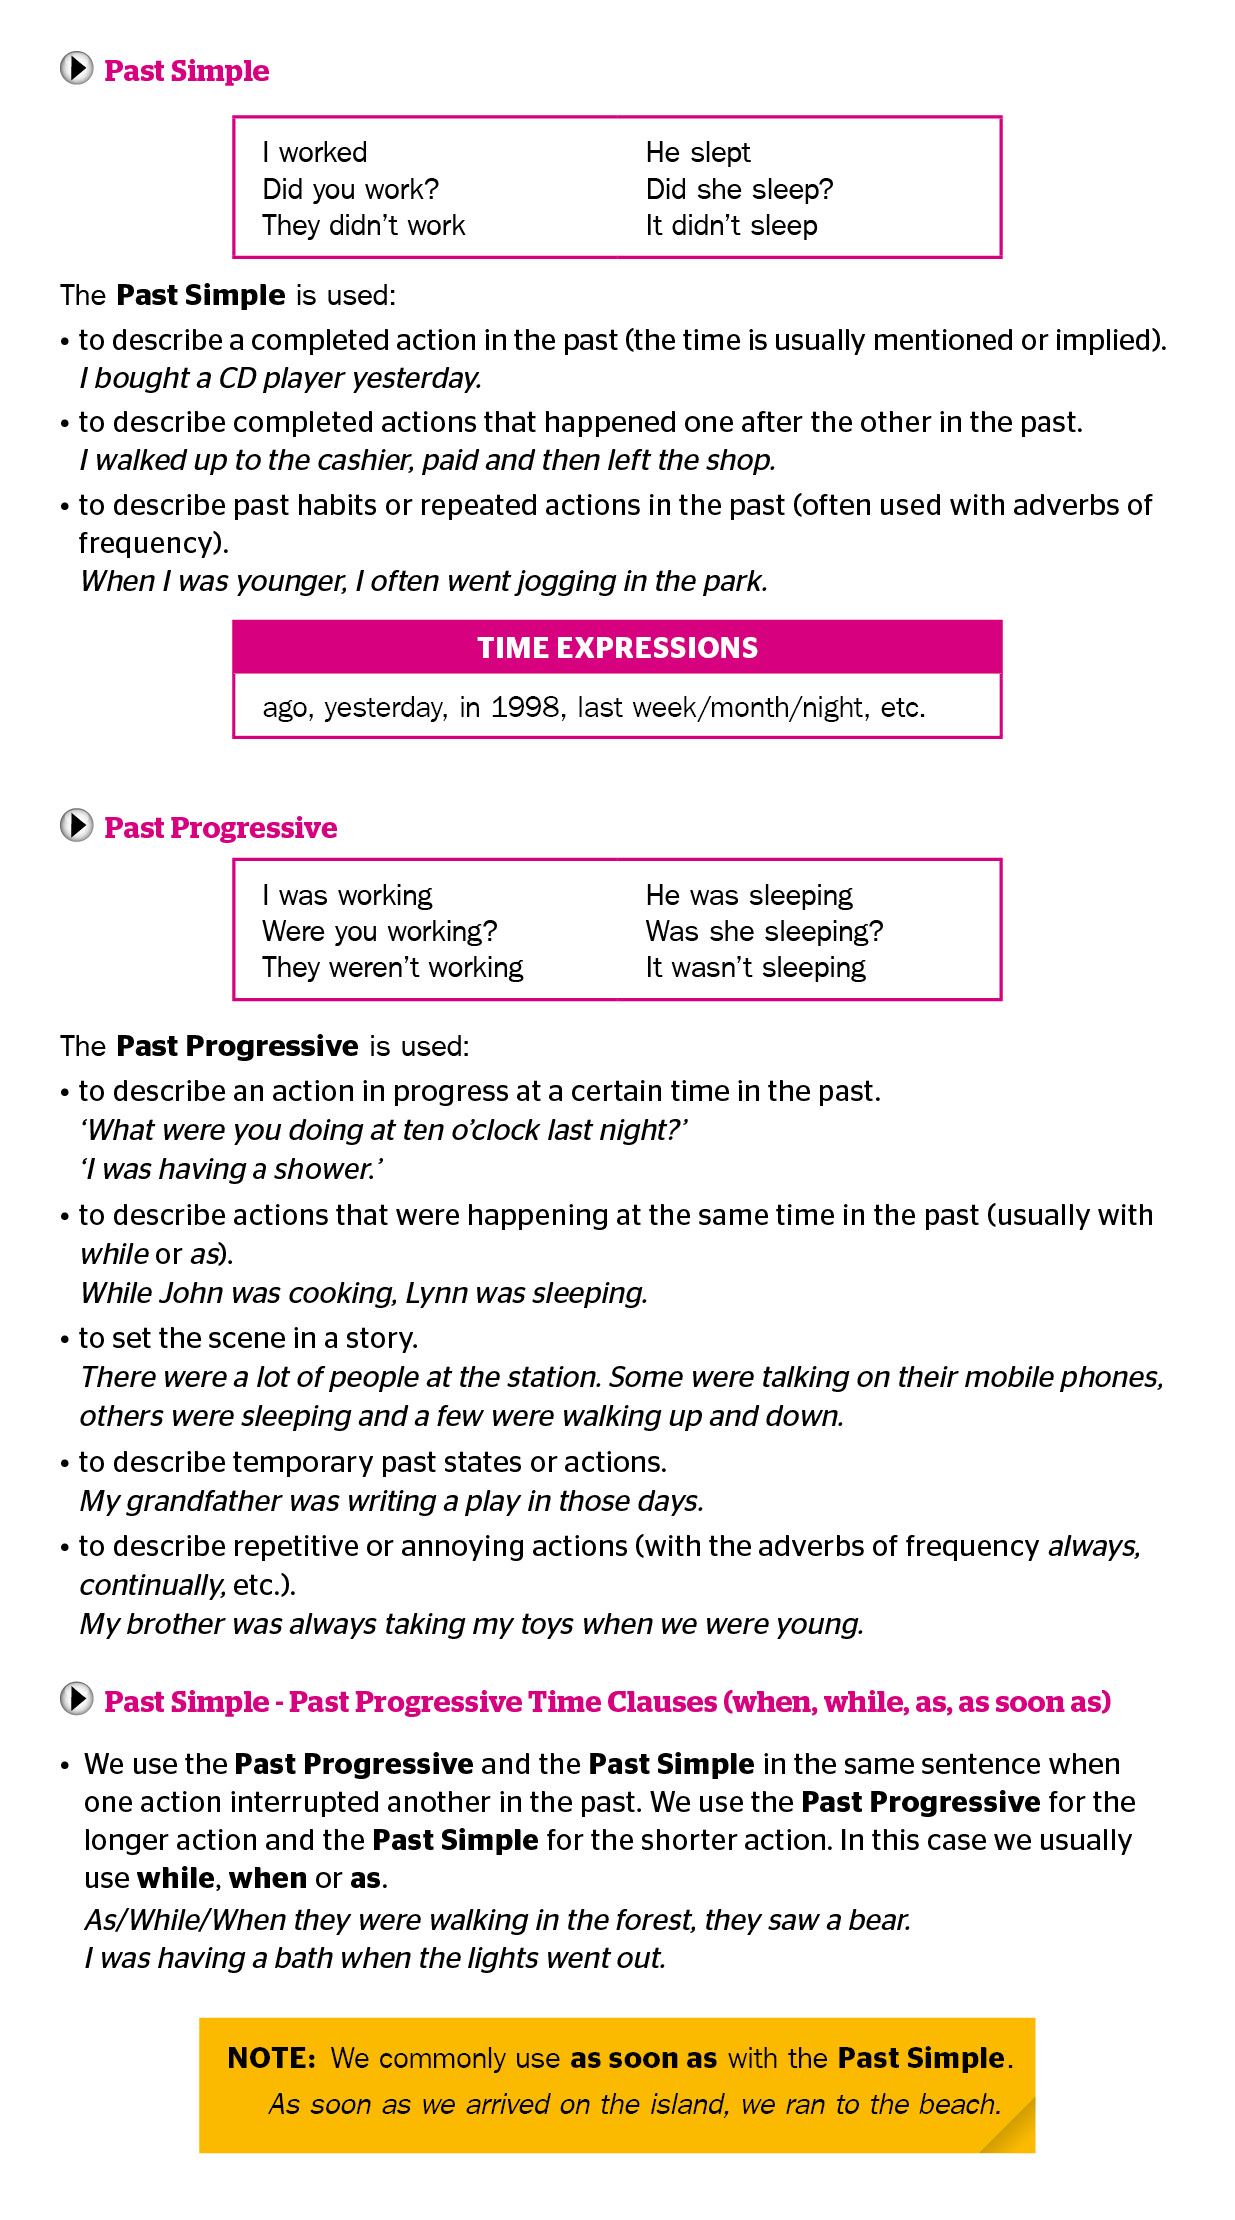 Past Simple
I worked He slept
Did you work? Did she sleep?
They didn’t work It didn’t sleep
The Past Simple is used:
• to describe a completed action in the past (the time is usually mentioned or implied).
I bought a CD player yesterday.
• to describe completed actions that happened one after the other in the past.
I walked up to the cashier, paid and then left the shop.
• to describe past habits or repeated actions in the past (often used with adverbs of
frequency).
When I was younger, I often went jogging in the park.
TIME EXPRESSIONS
ago, yesterday, in 1998, last week/month/night, etc.
Past Progressive
I was working He was sleeping
Were you working? Was she sleeping?
They weren’t working It wasn’t sleeping
The Past Progressive is used:
• to describe an action in progress at a certain time in the past.
‘What were you doing at ten o’clock last night?’
‘I was having a shower.’
• to describe actions that were happening at the same time in the past (usually with
while or as).
While John was cooking, Lynn was sleeping.
• to set the scene in a story.
There were a lot of people at the station. Some were talking on their mobile phones,
others were sleeping and a few were walking up and down.
• to describe temporary past states or actions.
My grandfather was writing a play in those days.
• to describe repetitive or annoying actions (with the adverbs of frequency always,
continually, etc.).
My brother was always taking my toys when we were young.
Past Simple - Past Progressive Time Clauses (when, while, as, as soon as)
• We use the Past Progressive and the Past Simple in the same sentence when
one action interrupted another in the past. We use the Past Progressive for the
longer action and the Past Simple for the shorter action. In this case we usually
use while, when or as.
As/While/When they were walking in the forest, they saw a bear.
I was having a bath when the lights went out.
NOTE: We commonly use as soon as with the Past Simple.
As soon as we arrived on the island, we ran to the beach.